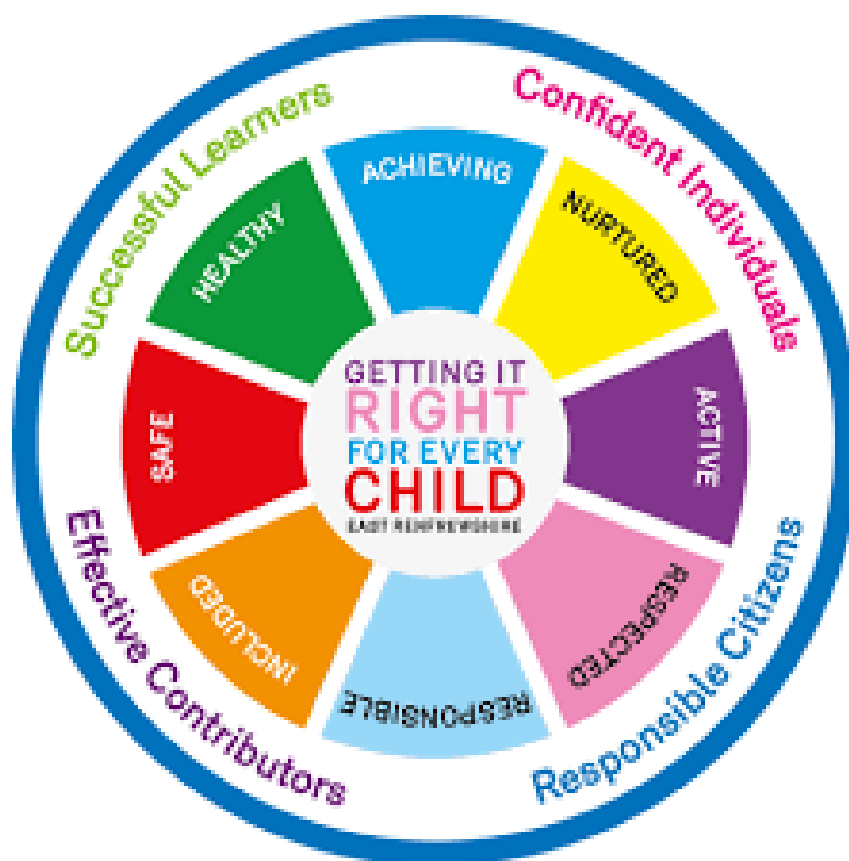 Successful Learners
Confident Individuals
ACHIEVING
NURTURED
ACTIVE
RESPECTED
RESPONSIBLE
INCLUDED
SAFE
HEALTHY
GETTING IT
RIGHT
FOR EVERY
CHILD
EAST RENFREWSHIRE
Effective Contributors
Responsible Citizens